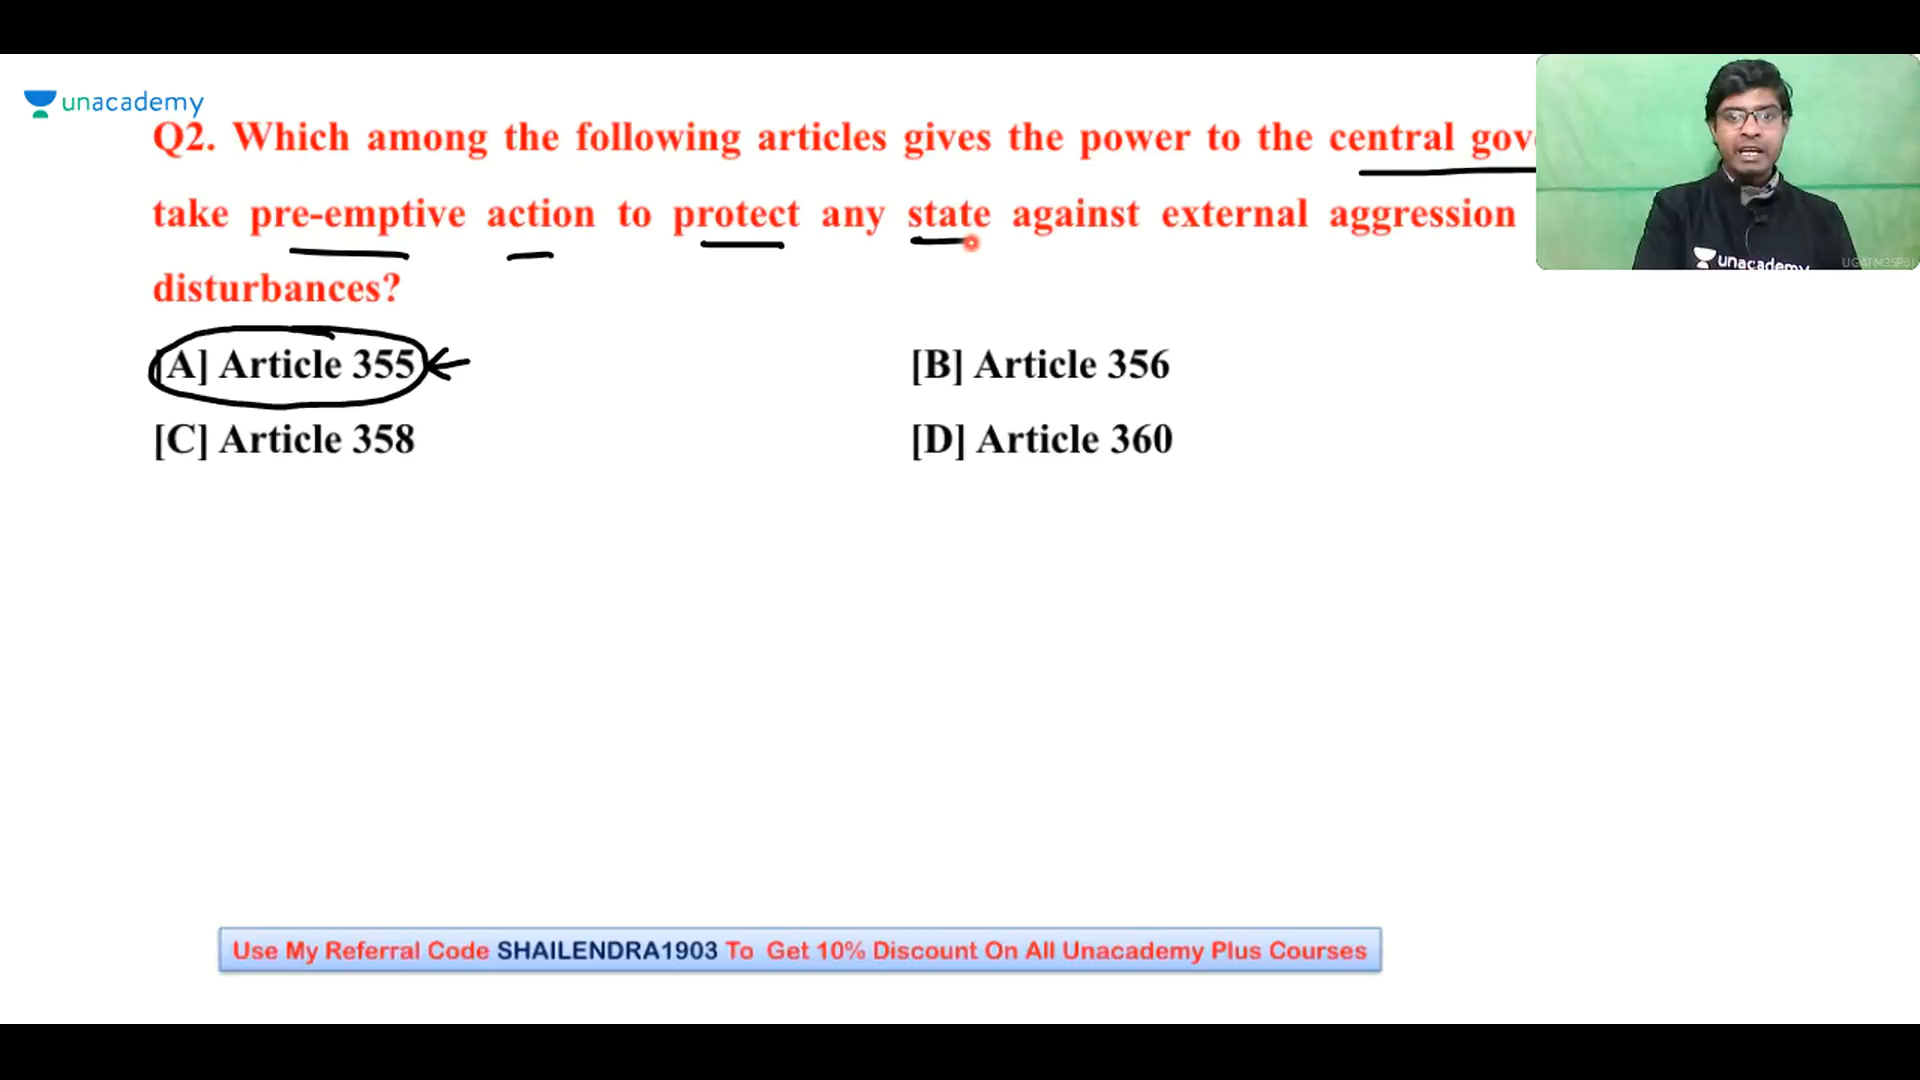 unacademy
Q2. Which among the following articles gives the power to the central gov
take pre-emptive action to protect any state against external aggression
disturbances?
[A] Article 355
[B] Article 356
[C] Article 358
[D] Article 360
unacademy
Use My Referral Code SHAILENDRA1903 To Get 10% Discount On All Unacademy Plus Courses